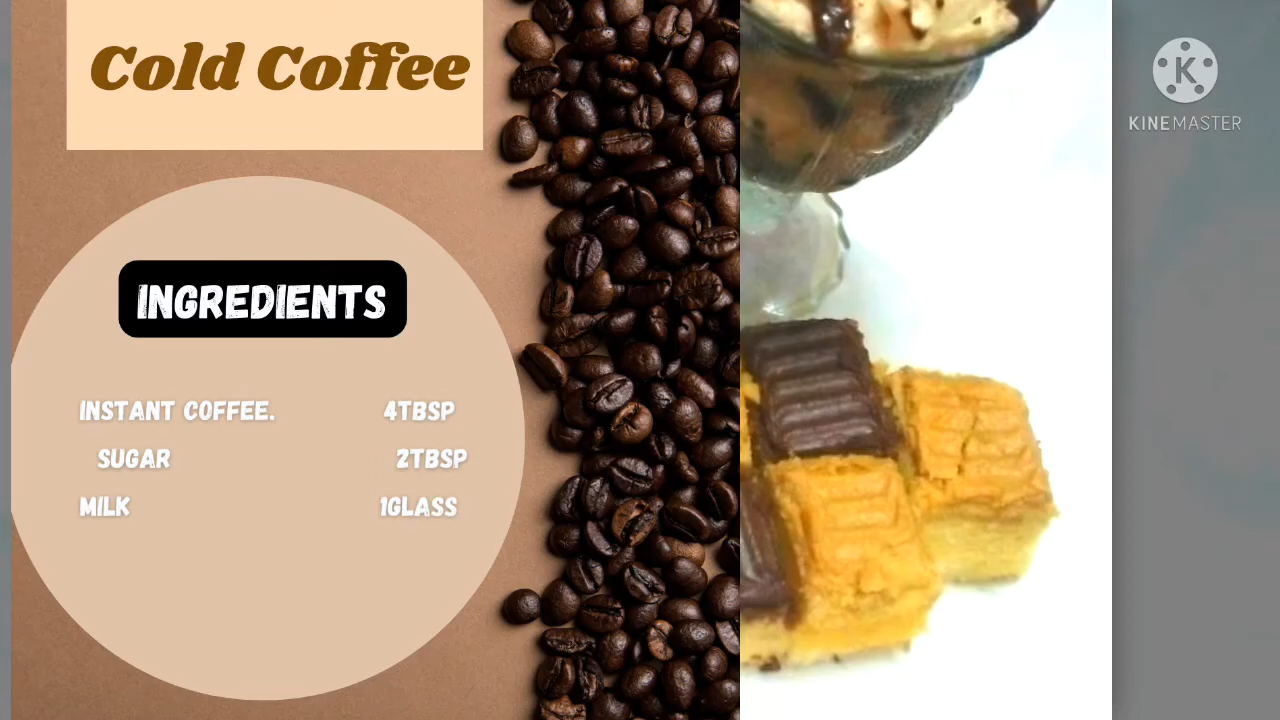 Cold Coffee
K
KINEMASTER
INGREDIENTS
INSTANT COFFEE. 4TBSP
SUGAR 2TBSP
MILK 1GLASS